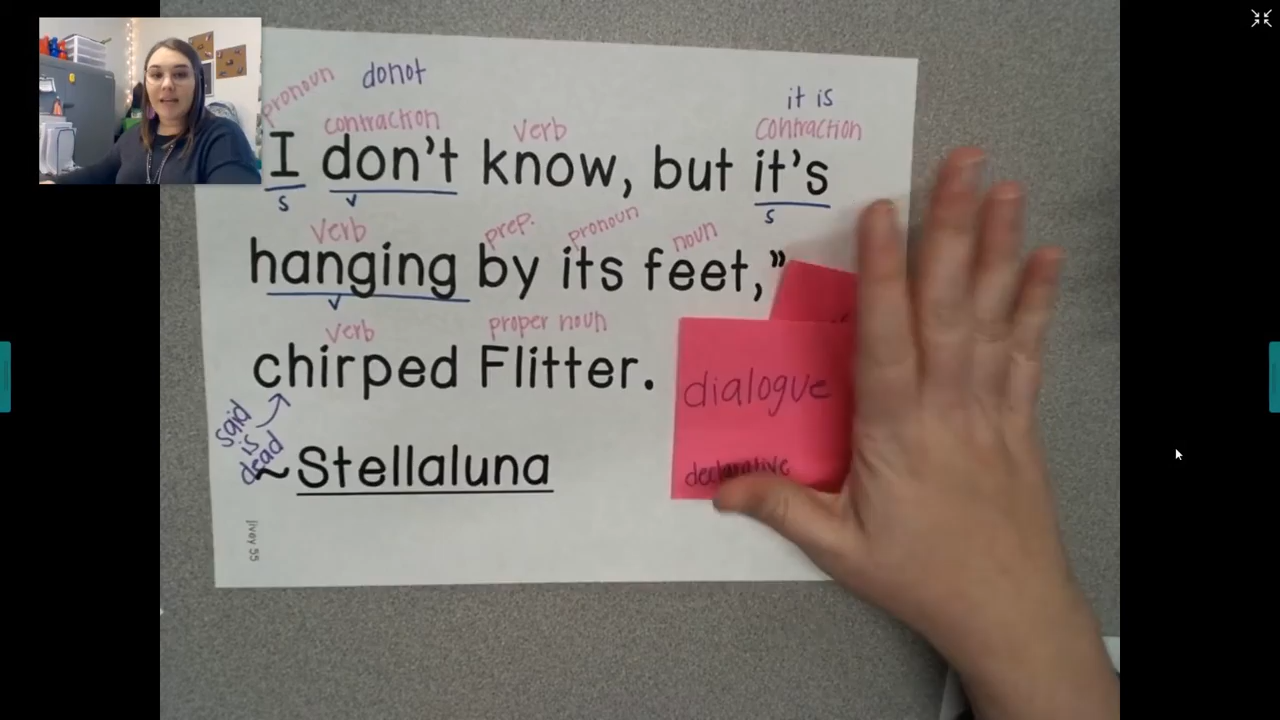 pronoun donot it is
contraction verb contraction
I don't know, but it's
s v s
verb prep. pronoun noun
hanging by its feet,”
v
verb proper noun
chirped Flitter.
dialogue
said is dead
~Stellaluna
declarative